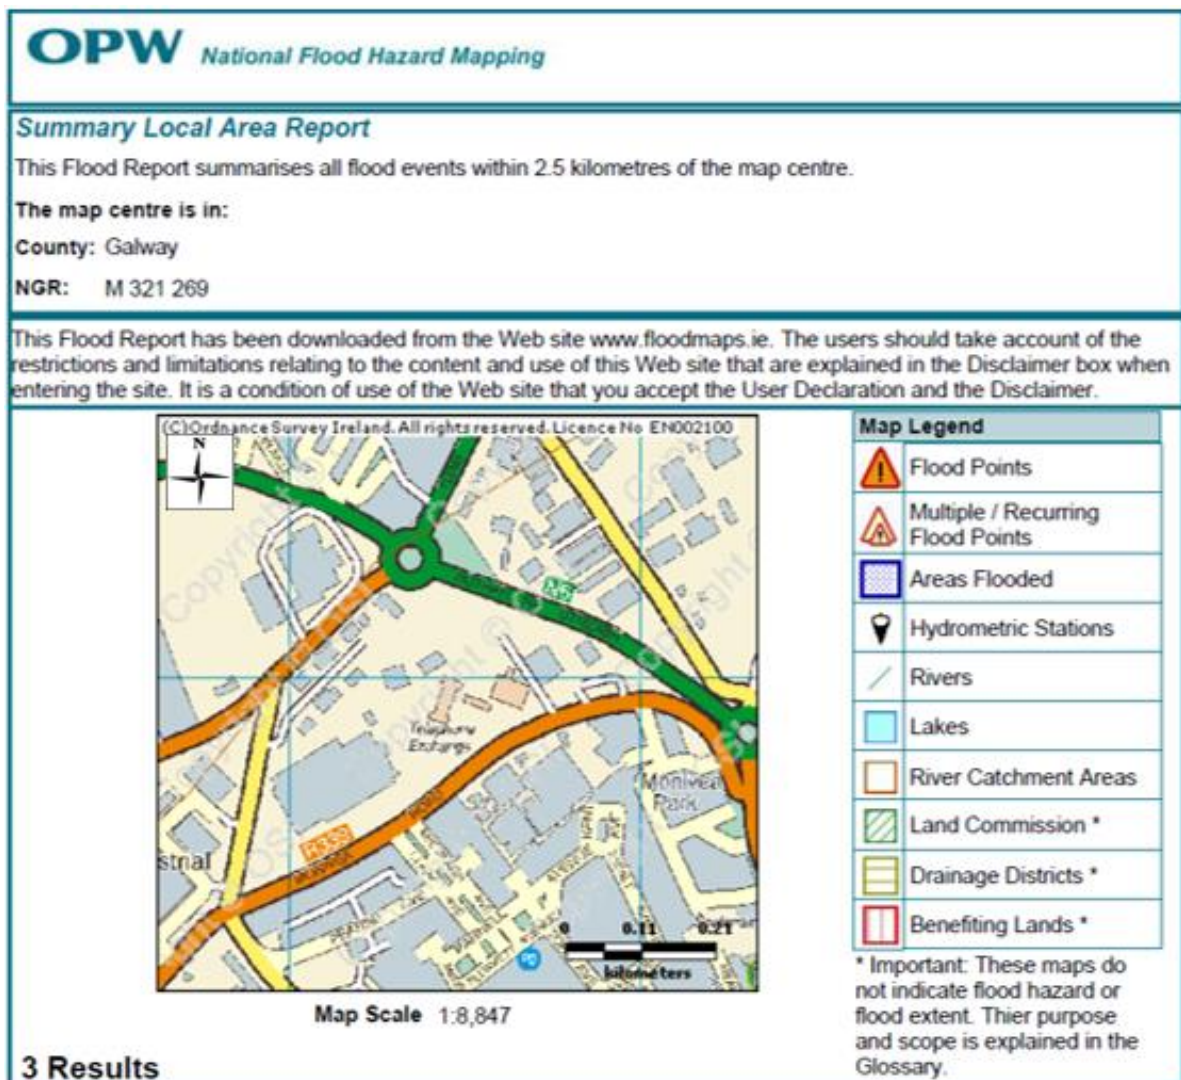 OPW National Flood Hazard Mapping
Summary Local Area Report
This Flood Report summarises all flood events within 2.5 kilometres of the map centre.
The map centre is in:
County: Galway
NGR: M 321 269
This Flood Report has been downloaded from the Web site www.floodmaps.ie. The users should take account of the
restrictions and limitations relating to the content and use of this Web site that are explained in the Disclaimer box when
entering the site. It is a condition of use of the Web site that you accept the User Declaration and the Disclaimer.
(C)Ordnance Survey Ireland. All rights reserved. Licence No EN002100
N
N6
Telephone
Exchange
Monivea
Park
R339
strial
0 0.11 0.21
kilometers
Map Scale 1:8,847
Map Legend
Flood Points
Multiple / Recurring
Flood Points
Areas Flooded
Hydrometric Stations
Rivers
Lakes
River Catchment Areas
Land Commission *
Drainage Districts *
Benefiting Lands *
* Important: These maps do
not indicate flood hazard or
flood extent. Thier purpose
and scope is explained in the
Glossary.
3 Results